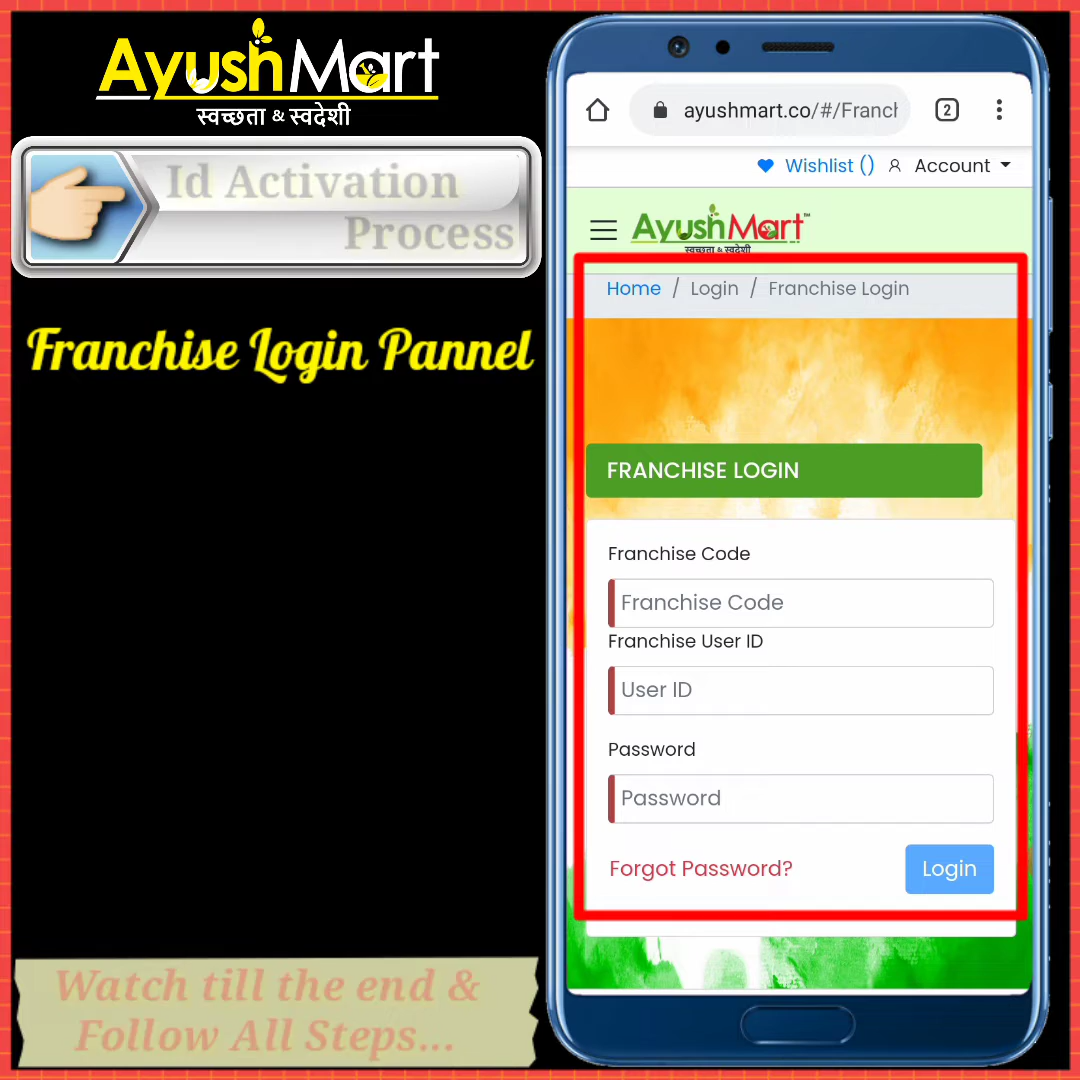 AyushMart
स्वच्छता & स्वदेशी
Id Activation
Process
Franchise Login Pannel
Watch till the end &
Follow All Steps...
ayushmart.co/#/Franch
2
Wishlist () Account
AyushMart™
स्वच्छता & स्वदेशी
Home / Login / Franchise Login
FRANCHISE LOGIN
Franchise Code
Franchise Code
Franchise User ID
User ID
Password
Password
Forgot Password? Login